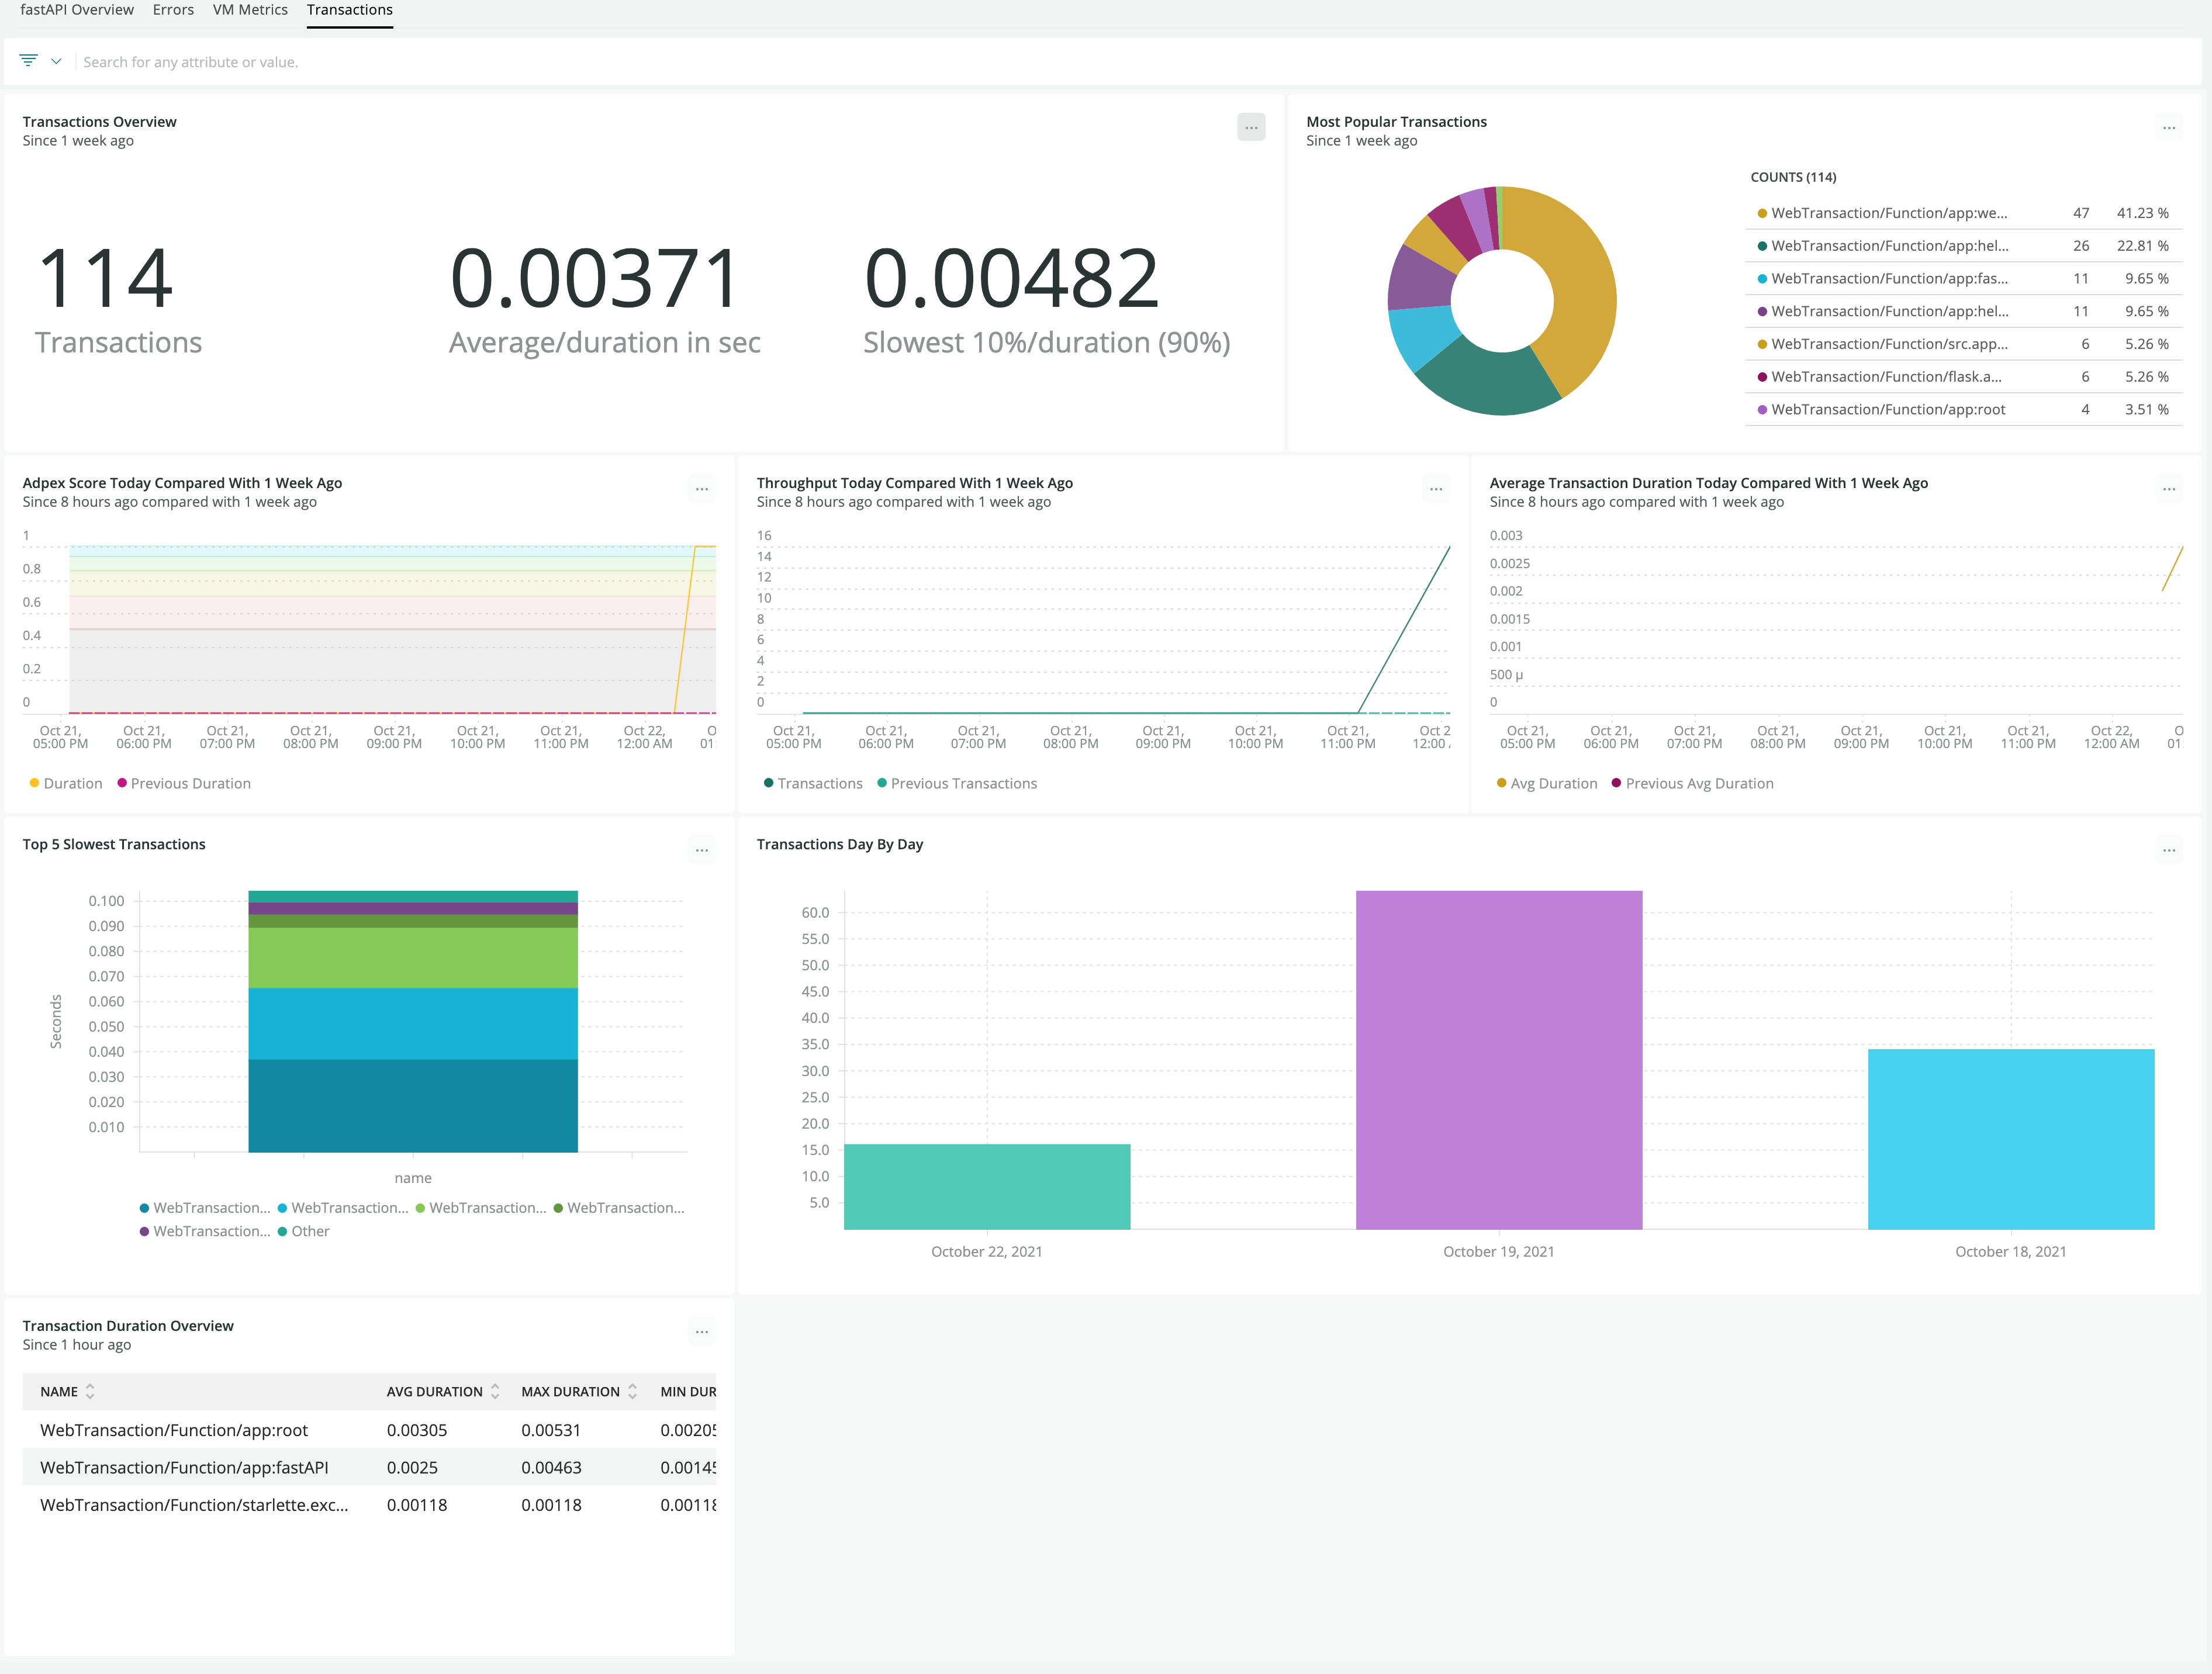 fastAPI Overview Errors VM Metrics Transactions
Search for any attribute or value.
Transactions Overview
Since 1 week ago
...
114
Transactions
0.00371
Average/duration in sec
0.00482
Slowest 10%/duration (90%)
Most Popular Transactions
Since 1 week ago
...
COUNTS (114)
WebTransaction/Function/app:we... 47 41.23 %
WebTransaction/Function/app:hel... 26 22.81 %
WebTransaction/Function/app:fas... 11 9.65 %
WebTransaction/Function/app:hel... 11 9.65 %
WebTransaction/Function/src.app... 6 5.26 %
WebTransaction/Function/flask.a... 6 5.26 %
WebTransaction/Function/app:root 4 3.51 %
Adpex Score Today Compared With 1 Week Ago
Since 8 hours ago compared with 1 week ago
...
1
0.8
0.6
0.4
0.2
0
Oct 21, Oct 21, Oct 21, Oct 21, Oct 21, Oct 21, Oct 21, Oct 22, O
05:00 PM 06:00 PM 07:00 PM 08:00 PM 09:00 PM 10:00 PM 11:00 PM 12:00 AM 01:
Duration Previous Duration
Throughput Today Compared With 1 Week Ago
Since 8 hours ago compared with 1 week ago
...
16
14
12
10
8
6
4
2
0
Oct 21, Oct 21, Oct 21, Oct 21, Oct 21, Oct 21, Oct 21, Oct 2
05:00 PM 06:00 PM 07:00 PM 08:00 PM 09:00 PM 10:00 PM 11:00 PM 12:00
Transactions Previous Transactions
Average Transaction Duration Today Compared With 1 Week Ago
Since 8 hours ago compared with 1 week ago
...
0.003
0.0025
0.002
0.0015
0.001
500 µ
0
Oct 21, Oct 21, Oct 21, Oct 21, Oct 21, Oct 21, Oct 21, Oct 22, O
05:00 PM 06:00 PM 07:00 PM 08:00 PM 09:00 PM 10:00 PM 11:00 PM 12:00 AM 01
Avg Duration Previous Avg Duration
Top 5 Slowest Transactions
...
Seconds
0.100
0.090
0.080
0.070
0.060
0.050
0.040
0.030
0.020
0.010
name
WebTransaction... WebTransaction... WebTransaction... WebTransaction...
WebTransaction... Other
Transactions Day By Day
...
60.0
55.0
50.0
45.0
40.0
35.0
30.0
25.0
20.0
15.0
10.0
5.0
October 22, 2021 October 19, 2021 October 18, 2021
Transaction Duration Overview
Since 1 hour ago
...
NAME AVG DURATION MAX DURATION MIN DUR
WebTransaction/Function/app:root 0.00305 0.00531 0.00205
WebTransaction/Function/app:fastAPI 0.0025 0.00463 0.00145
WebTransaction/Function/starlette.exc... 0.00118 0.00118 0.00118